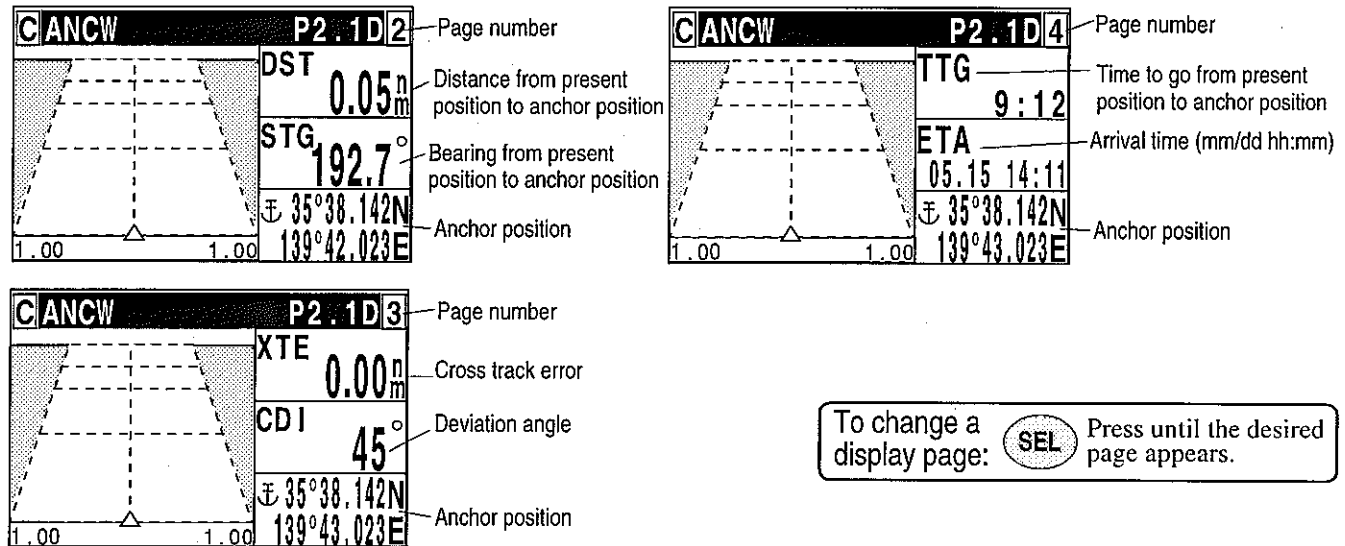 C ANCW P2.1D 2
Page number
DST
0.05nm
Distance from present
position to anchor position
STG
192.7°
Bearing from present
position to anchor position
35°38.142N
139°42.023E
Anchor position
1.00 1.00
C ANCW P2.1D 4
Page number
TTG
9:12
Time to go from present
position to anchor position
ETA
05.15 14:11
Arrival time (mm/dd hh:mm)
35°38.142N
139°43.023E
Anchor position
1.00 1.00
C ANCW P2.1D 3
Page number
XTE
0.00nm
Cross track error
CDI
45°
Deviation angle
35°38.142N
139°43.023E
Anchor position
1.00 1.00
To change a
display page:
SEL
Press until the desired
page appears.